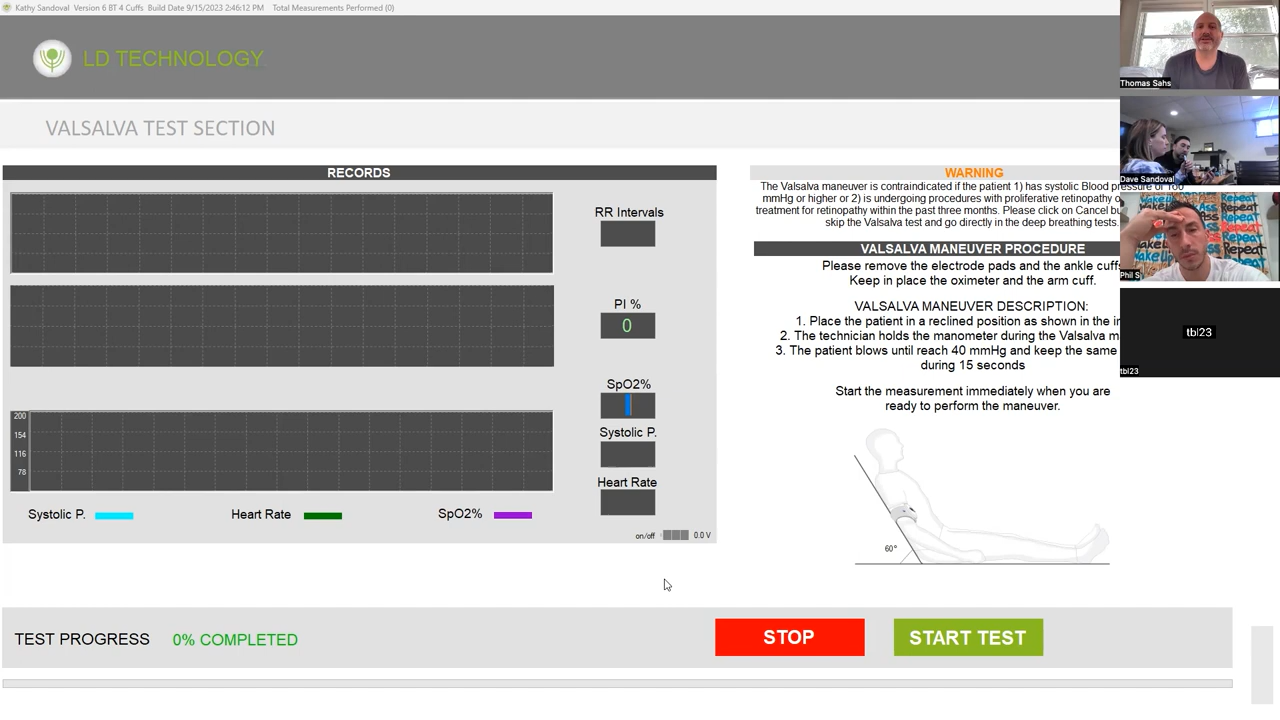 Kathy Sandoval Version 6 BT 4 Cuffs Build Date 9/15/2023 2:46:12 PM Total Measurements Performed (0)
LD TECHNOLOGY
VALSALVA TEST SECTION
RECORDS
RR Intervals
PI %
0
SpO2%
Systolic P.
Heart Rate
200
154
116
78
Systolic P.
Heart Rate
SpO2%
on/off
0.0 V
WARNING
The Valsalva maneuver is contraindicated if the patient 1) has systolic Blood pressure of 160
mmHg or higher or 2) is undergoing procedures with proliferative retinopathy o
treatment for retinopathy within the past three months. Please click on Cancel bu
skip the Valsalva test and go directly in the deep breathing tests.
VALSALVA MANEUVER PROCEDURE
Please remove the electrode pads and the ankle cuffs
Keep in place the oximeter and the arm cuff.
VALSALVA MANEUVER DESCRIPTION:
1. Place the patient in a reclined position as shown in the i
2. The technician holds the manometer during the Valsalva m
3. The patient blows until reach 40 mmHg and keep the same
during 15 seconds
Start the measurement immediately when you are
ready to perform the maneuver.
60°
TEST PROGRESS
0% COMPLETED
STOP
START TEST
Thomas Sahs
Dave Sandoval
Repeat
Repeat
Repeat
Repeat
Phil S
tbl23
tbl23